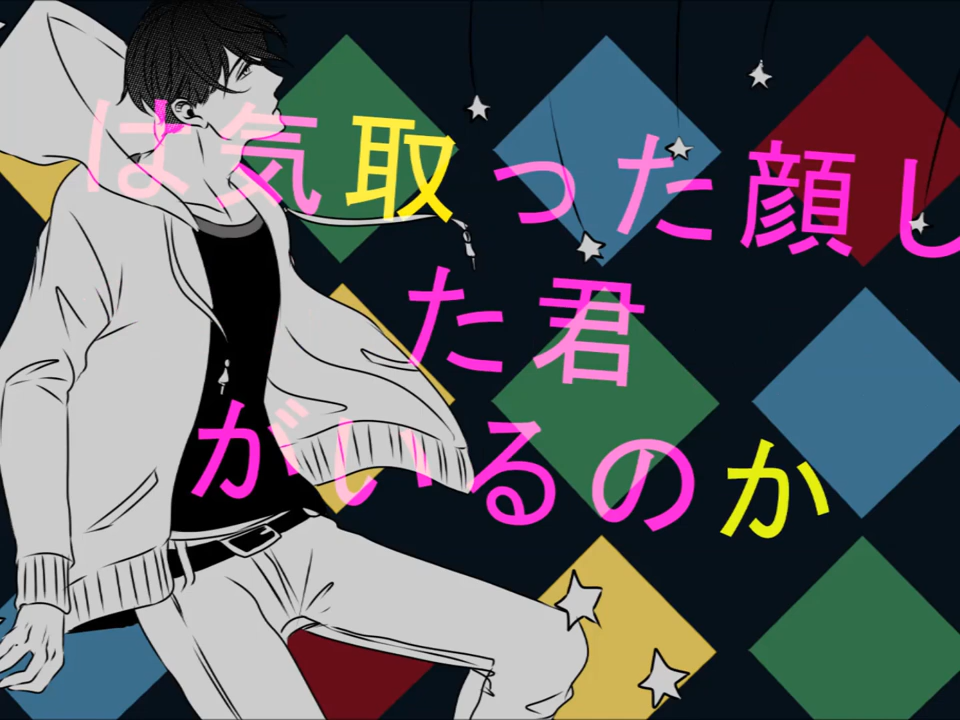 は気取った顔し
た君
がいるのか